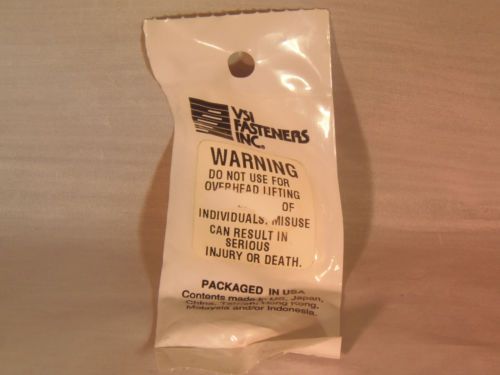 VSI
FASTENERS
INC.®
WARNING
DO NOT USE FOR
OVERHEAD LIFTING
OF
INDIVIDUALS. MISUSE
CAN RESULT IN
SERIOUS
INJURY OR DEATH.
PACKAGED IN USA
Contents made in US, Japan,
China, Taiwan, Hong Kong,
Malaysia and/or Indonesia.